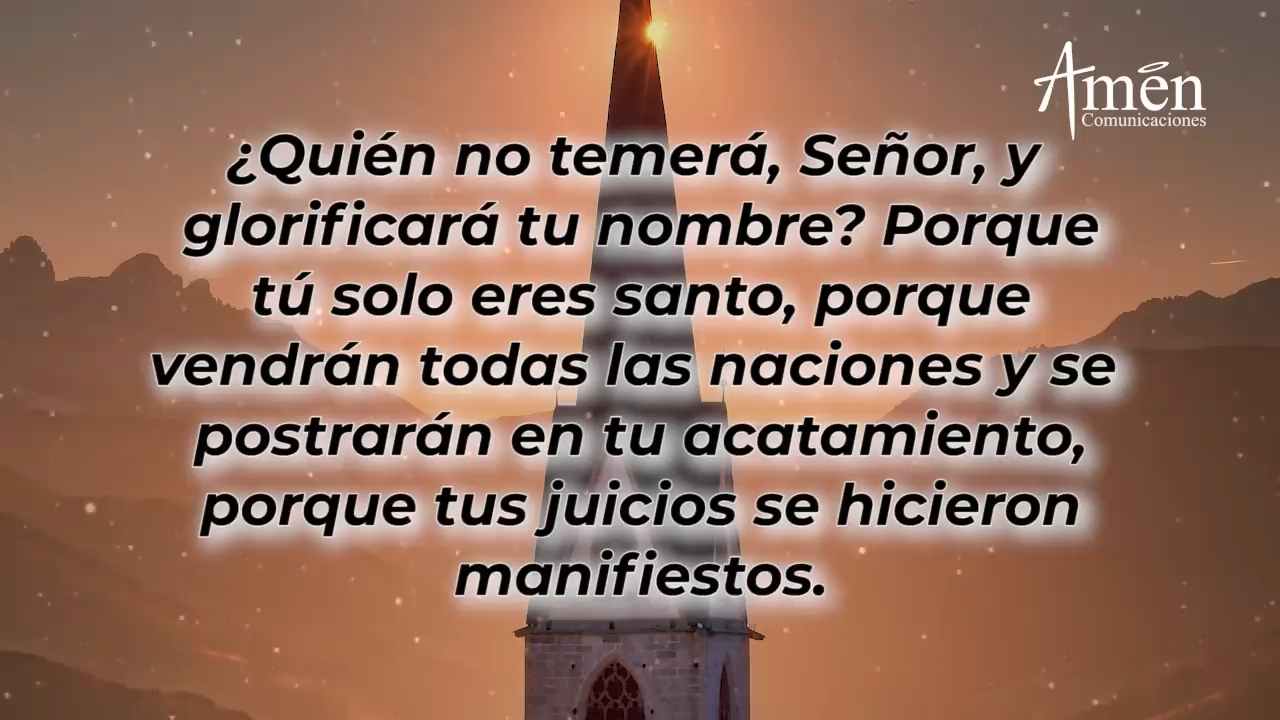 Amén
Comunicaciones
¿Quién no temerá, Señor, y
glorificará tu nombre? Porque
tú solo eres santo, porque
vendrán todas las naciones y se
postrarán en tu acatamiento,
porque tus juicios se hicieron
manifiestos.